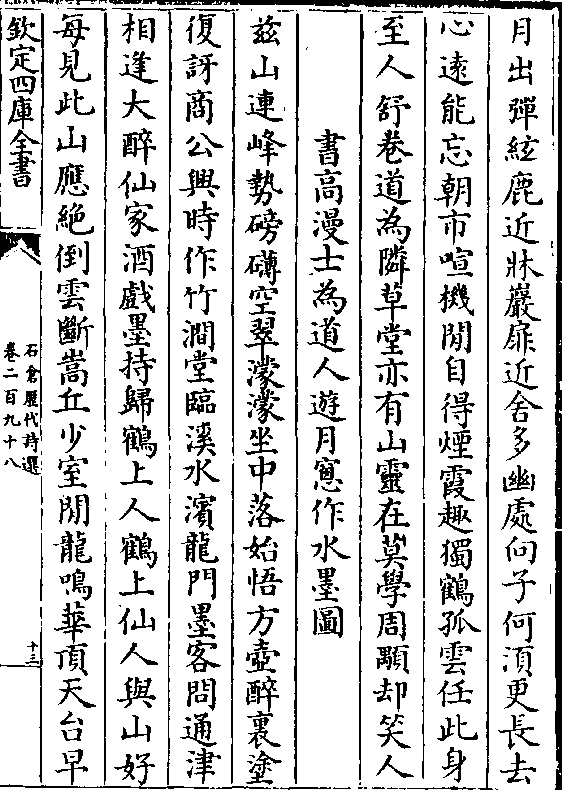 月出彈絃鹿近牀巖扉近舍多幽處向子何湏更長去
心逺能忘朝市喧機閒自得煙霞趣獨鶴孤雲任此身
至人舒卷道為隣草堂亦有山靈在莫學周顒却笑人
書髙漫士為道人遊月窻作水墨圖
兹山連峰勢磅礴空翠濛濛坐中落始悟方壺醉裏塗
復訝商公興時作竹澗堂臨溪水濱龍門墨客問通津
相逢大醉仙家酒戲墨持歸鶴上人鶴上仙人與山好
每見此山應絶倒雲斷嵩丘少室閒龍鳴華頂天台早
欽定四庫全書
石倉歷代詩選
卷二百九十八
十三